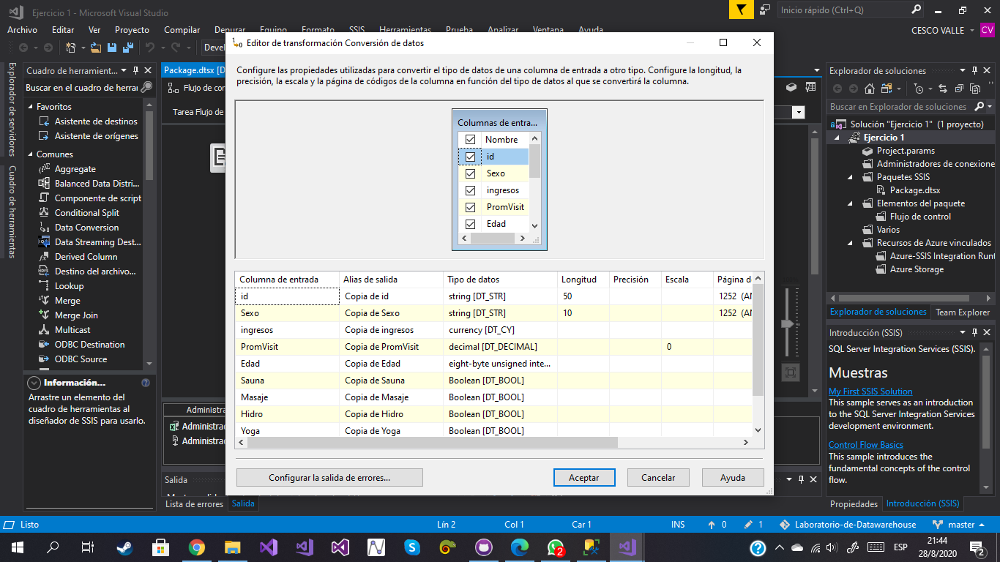 Ejercicio 1 - Microsoft Visual Studio
Inicio rápido (Ctrl+Q)
Archivo Editar Ver Proyecto Compilar Depurar Equipo Formato SSIS Herramientas Prueba Analizar Ventana Ayuda
CESCO VALLE CV
Devel
Explorador de servidores
Cuadro de herramientas
Cuadro de herramient...
Buscar en el cuadro de herrar
Favoritos
Asistente de destinos
Asistente de orígenes
Comunes
Aggregate
Balanced Data Distri...
Componente de script
Conditional Split
Data Conversion
Data Streaming Dest...
Derived Column
Destino del archivo...
Lookup
Merge
Merge Join
Multicast
ODBC Destination
ODBC Source
Información...
Arrastre un elemento del
cuadro de herramientas al
diseñador de SSIS para usarlo.
Package.dtsx [D
Flujo de con
Tarea Flujo de
Administra
Administrad
Administrad
Salida
Lista de errores Salida
Editor de transformación Conversión de datos
Configure las propiedades utilizadas para convertir el tipo de datos de una columna de entrada a otro tipo. Configure la longitud, la
precisión, la escala y la página de códigos de la columna en función del tipo de datos al que se convertirá la columna.
Columnas de entra...
Nombre
id
Sexo
ingresos
PromVisit
Edad
Columna de entrada Alias de salida Tipo de datos Longitud Precisión Escala Página d
id Copia de id string [DT_STR] 50 1252 (AN
Sexo Copia de Sexo string [DT_STR] 10 1252 (AN
ingresos Copia de ingresos currency [DT_CY]
PromVisit Copia de PromVisit decimal [DT_DECIMAL] 0
Edad Copia de Edad eight-byte unsigned inte...
Sauna Copia de Sauna Boolean [DT_BOOL]
Masaje Copia de Masaje Boolean [DT_BOOL]
Hidro Copia de Hidro Boolean [DT_BOOL]
Yoga Copia de Yoga Boolean [DT_BOOL]
Configurar la salida de errores... Aceptar Cancelar Ayuda
Explorador de soluciones
Buscar en Explorador de soluciones
Solución "Ejercicio 1" (1 proyecto)
Ejercicio 1
Project.params
Administradores de conexione
Paquetes SSIS
Package.dtsx
Elementos del paquete
Flujo de control
Varios
Recursos de Azure vinculados
Azure-SSIS Integration Runt
Azure Storage
Explorador de soluciones Team Explorer
Introducción (SSIS)
SQL Server Integration Services (SSIS).
Muestras
My First SSIS Solution
This sample serves as an introduction
to the SQL Server Integration Services
development environment.
Control Flow Basics
This sample introduces the
fundamental concepts of the control
flow.
Propiedades Introducción (SSIS)
Listo Lín 2 Col 1 Car 1 INS 0 1 Laboratorio-de-Datawarehouse master
2
ESP
21:44
28/8/2020
2